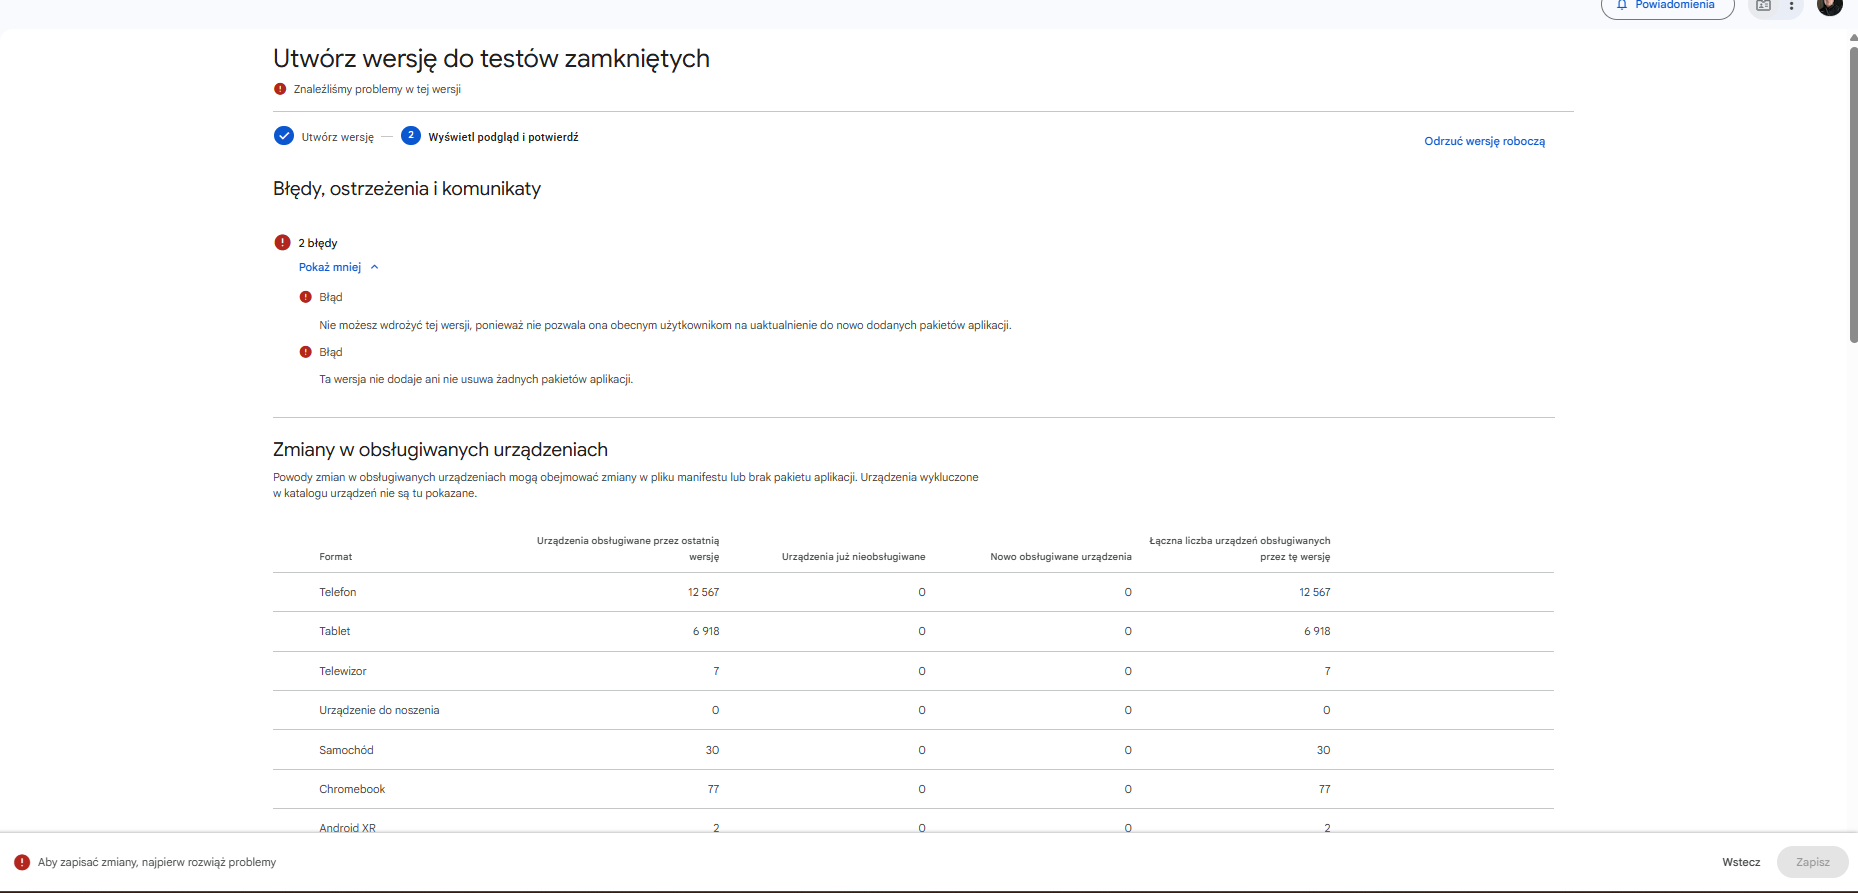 Powiadomienia
Utwórz wersję do testów zamkniętych
Znaleźliśmy problemy w tej wersji
Utwórz wersję — 2 Wyświetl podgląd i potwierdź
Odrzuć wersję roboczą
Błędy, ostrzeżenia i komunikaty
2 błędy
Pokaż mniej
Błąd
Nie możesz wdrożyć tej wersji, ponieważ nie pozwala ona obecnym użytkownikom na uaktualnienie do nowo dodanych pakietów aplikacji.
Błąd
Ta wersja nie dodaje ani nie usuwa żadnych pakietów aplikacji.
Zmiany w obsługiwanych urządzeniach
Powody zmian w obsługiwanych urządzeniach mogą obejmować zmiany w pliku manifestu lub brak pakietu aplikacji. Urządzenia wykluczone
w katalogu urządzeń nie są tu pokazane.
Format Urządzenia obsługiwane przez ostatnią wersję Urządzenia już nieobsługiwane Nowo obsługiwane urządzenia Łączna liczba urządzeń obsługiwanych przez tę wersję
Telefon 12 567 0 0 12 567
Tablet 6 918 0 0 6 918
Telewizor 7 0 0 7
Urządzenie do noszenia 0 0 0 0
Samochód 30 0 0 30
Chromebook 77 0 0 77
Android XR 2 0 0 2
Aby zapisać zmiany, najpierw rozwiąż problemy
Wstecz
Zapisz